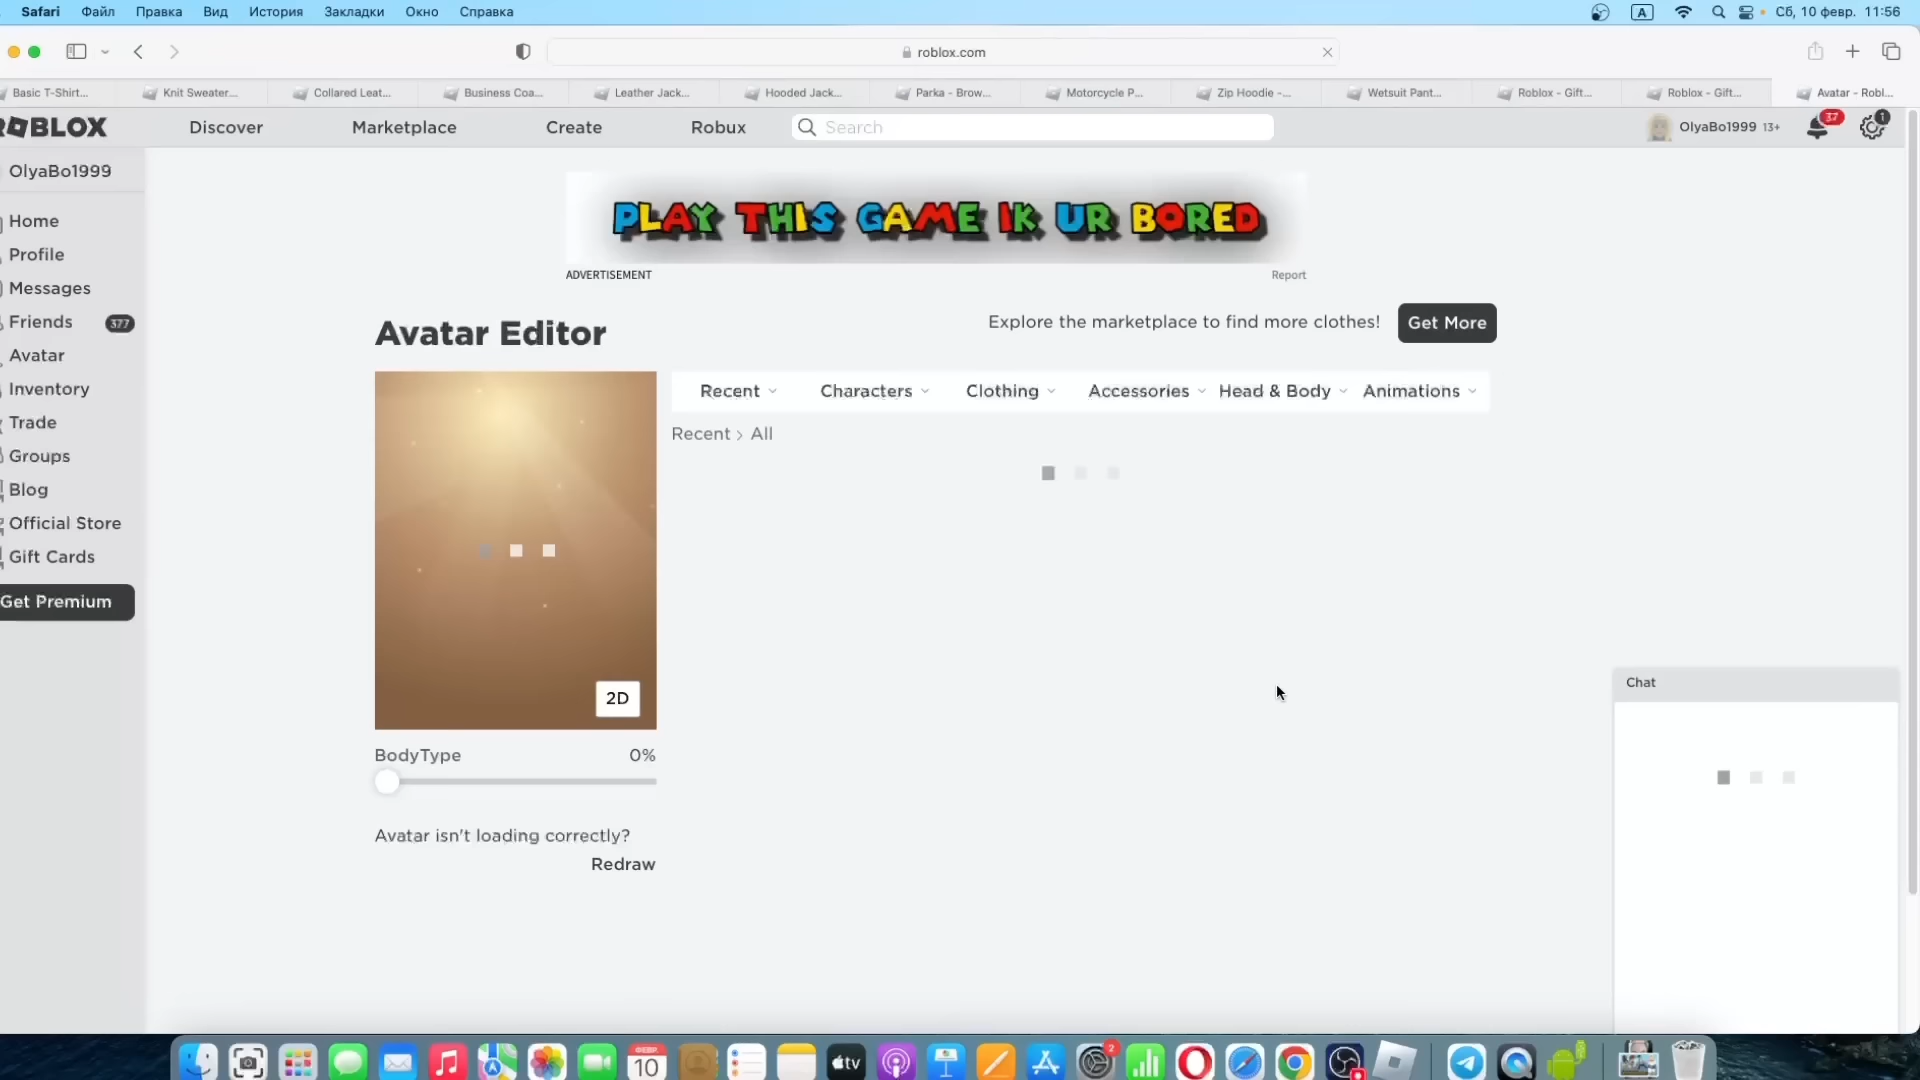 Safari Файл Правка Вид История Закладки Окно Справка A Сб, 10 февр. 11:56
roblox.com
Basic T-Shirt... Knit Sweater... Collared Leat... Business Coa... Leather Jack... Hooded Jack... Parka - Brow... Motorcycle P... Zip Hoodie -... Wetsuit Pant... Roblox - Gift... Roblox - Gift... Avatar - Robl...
ROBLOX Discover Marketplace Create Robux Search OlyaBo1999 13+ 37 1
OlyaBo1999
Home
Profile
Messages
Friends 377
Avatar
Inventory
Trade
Groups
Blog
Official Store
Gift Cards
Get Premium
PLAY THIS GAME IK UR BORED
ADVERTISEMENT Report
Avatar Editor
Explore the marketplace to find more clothes! Get More
Recent Characters Clothing Accessories Head & Body Animations
Recent > All
2D
BodyType 0%
Avatar isn't loading correctly?
Redraw
Chat
ФЕВР.
10
tv
2